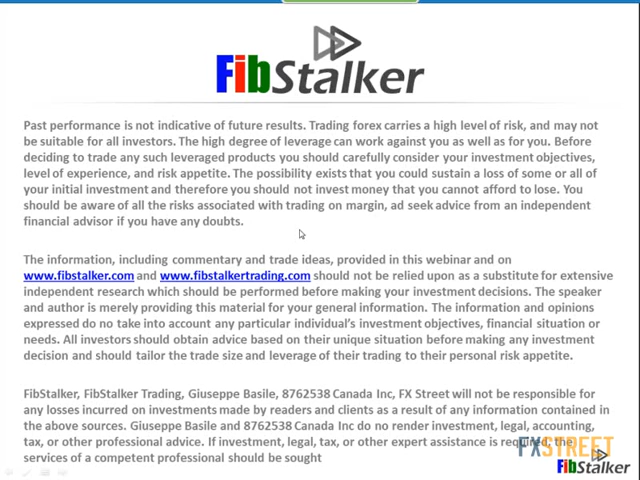 FibStalker
Past performance is not indicative of future results. Trading forex carries a high level of risk, and may not
be suitable for all investors. The high degree of leverage can work against you as well as for you. Before
deciding to trade any such leveraged products you should carefully consider your investment objectives,
level of experience, and risk appetite. The possibility exists that you could sustain a loss of some or all of
your initial investment and therefore you should not invest money that you cannot afford to lose. You
should be aware of all the risks associated with trading on margin, ad seek advice from an independent
financial advisor if you have any doubts.
The information, including commentary and trade ideas, provided in this webinar and on
www.fibstalker.com and www.fibstalkertrading.com should not be relied upon as a substitute for extensive
independent research which should be performed before making your investment decisions. The speaker
and author is merely providing this material for your general information. The information and opinions
expressed do no take into account any particular individual's investment objectives, financial situation or
needs. All investors should obtain advice based on their unique situation before making any investment
decision and should tailor the trade size and leverage of their trading to their personal risk appetite.
FibStalker, FibStalker Trading, Giuseppe Basile, 8762538 Canada Inc, FX Street will not be responsible for
any losses incurred on investments made by readers and clients as a result of any information contained in
the above sources. Giuseppe Basile and 8762538 Canada Inc do no render investment, legal, accounting,
tax, or other professional advice. If investment, legal, tax, or other expert assistance is required, the
services of a competent professional should be sought
FXSTREET
FibStalker